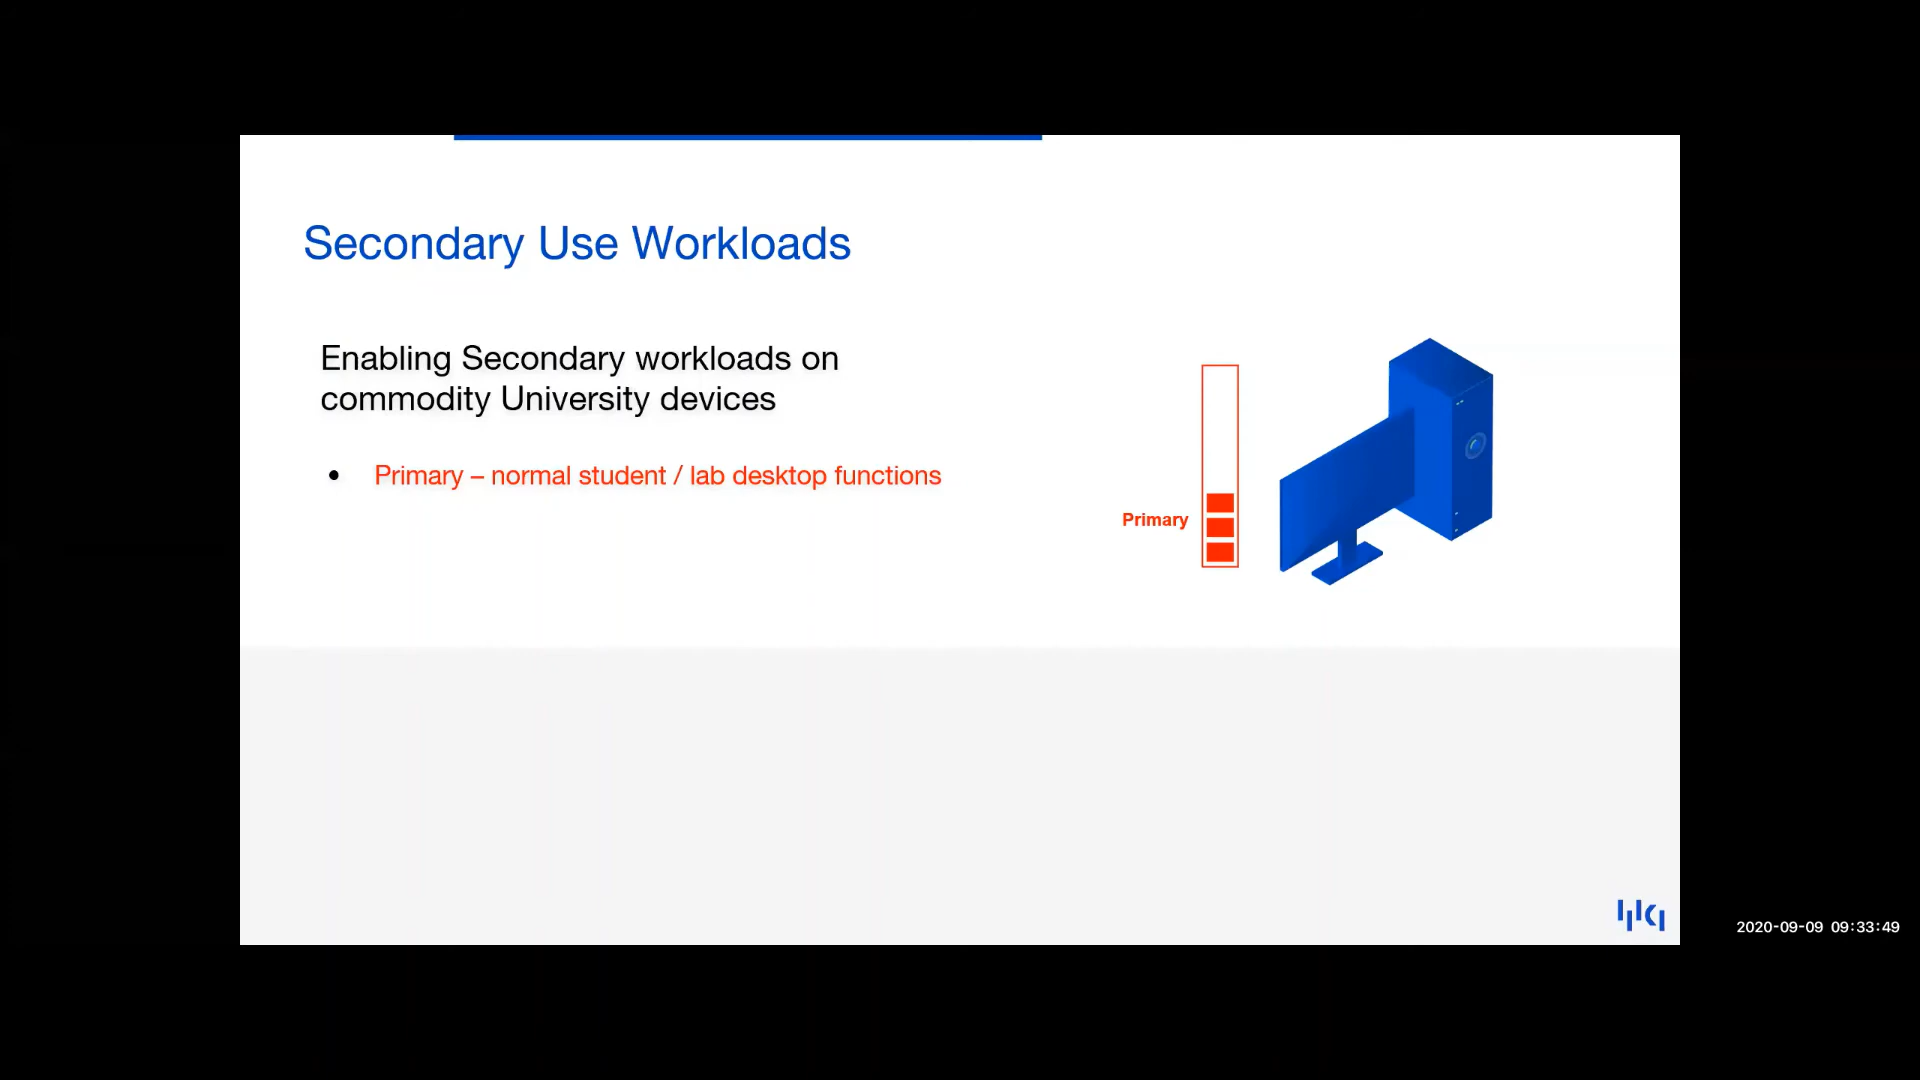 Secondary Use Workloads
Enabling Secondary workloads on
commodity University devices
• Primary – normal student / lab desktop functions
Primary
2020-09-09 09:33:49